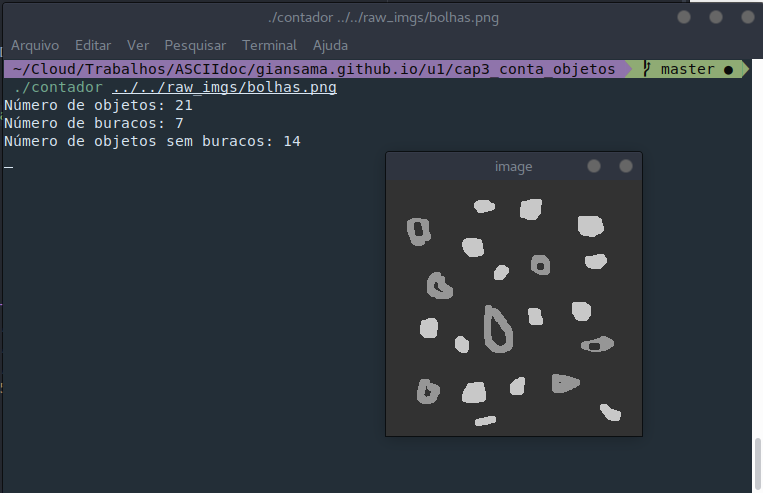 ./contador ../../raw_imgs/bolhas.png
Arquivo Editar Ver Pesquisar Terminal Ajuda
~/Cloud/Trabalhos/ASCIIdoc/giansama.github.io/u1/cap3_conta_objetos master ●
./contador ../../raw_imgs/bolhas.png
Número de objetos: 21
Número de buracos: 7
Número de objetos sem buracos: 14
_
image